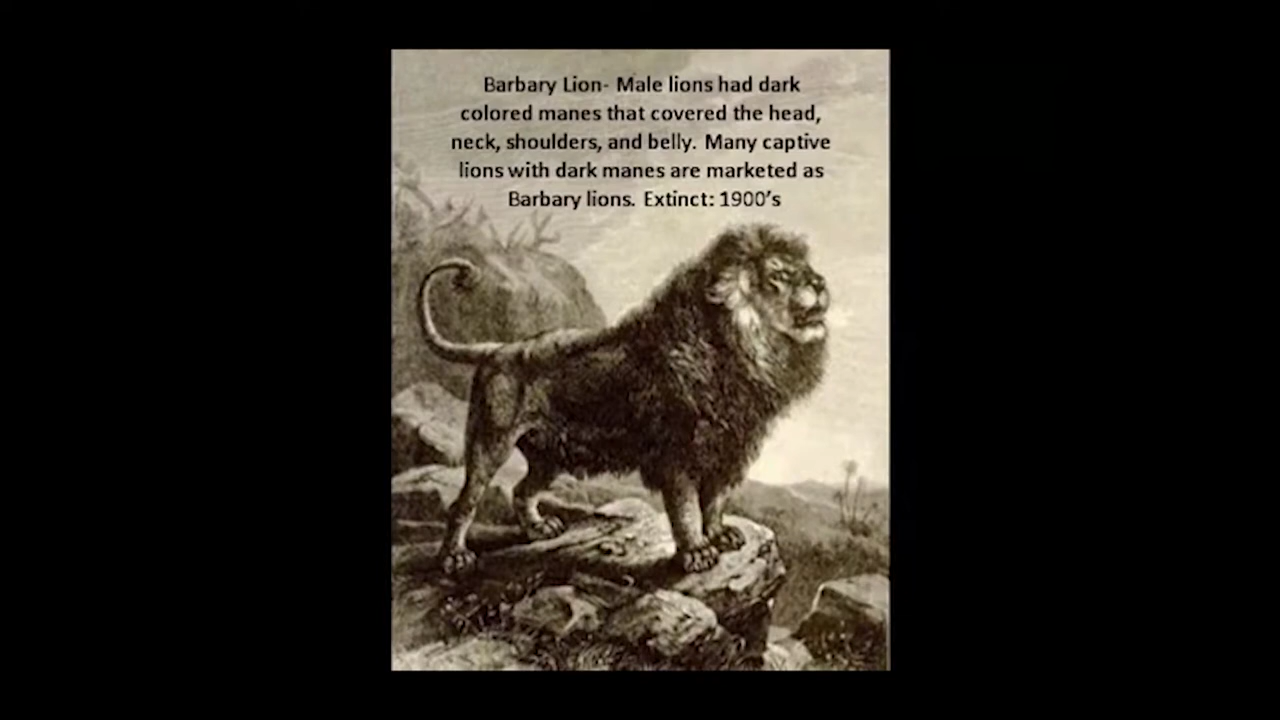 Barbary Lion- Male lions had dark
colored manes that covered the head,
neck, shoulders, and belly. Many captive
lions with dark manes are marketed as
Barbary lions. Extinct: 1900’s